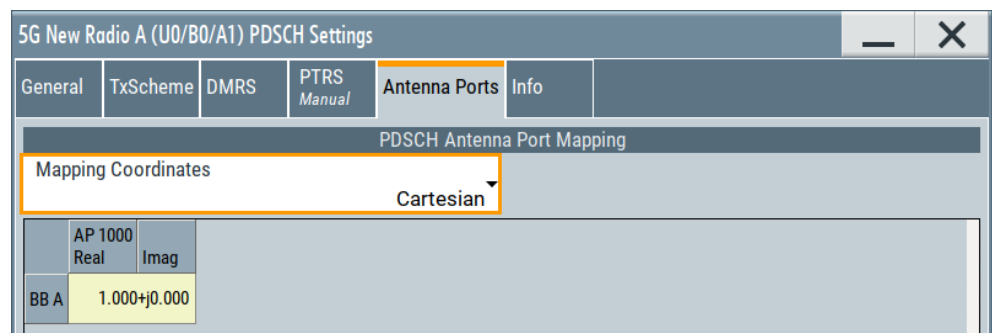 5G New Radio A (U0/B0/A1) PDSCH Settings
General TxScheme DMRS PTRS Manual Antenna Ports Info
PDSCH Antenna Port Mapping
Mapping Coordinates
Cartesian
AP 1000
Real Imag
BB A 1.000+j0.000